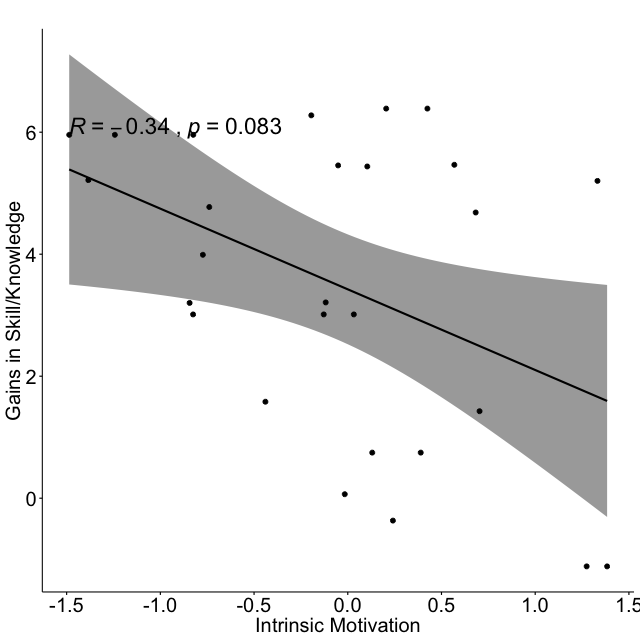 R = −0.34 , p = 0.083
6
4
2
0
Gains in Skill/Knowledge
-1.5 -1.0 -0.5 0.0 0.5 1.0 1.5
Intrinsic Motivation